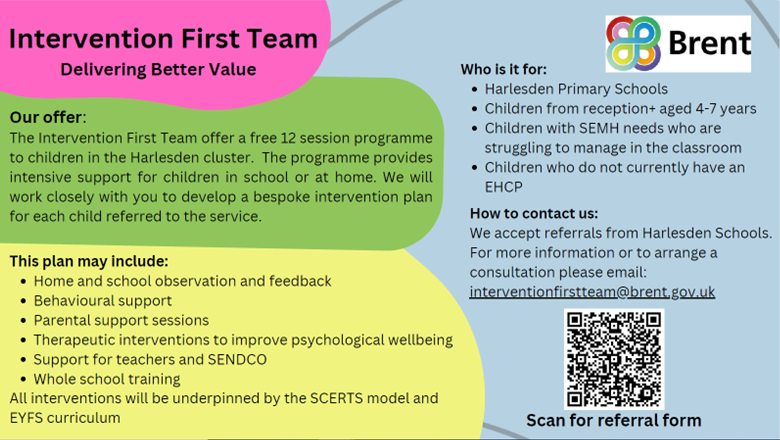 Intervention First Team
Delivering Better Value
Our offer:
The Intervention First Team offer a free 12 session programme
to children in the Harlesden cluster. The programme provides
intensive support for children in school or at home. We will
work closely with you to develop a bespoke intervention plan
for each child referred to the service.
This plan may include:
• Home and school observation and feedback
• Behavioural support
• Parental support sessions
• Therapeutic interventions to improve psychological wellbeing
• Support for teachers and SENDCO
• Whole school training
All interventions will be underpinned by the SCERTS model and
EYFS curriculum
Brent
Who is it for:
• Harlesden Primary Schools
• Children from reception+ aged 4-7 years
• Children with SEMH needs who are
struggling to manage in the classroom
• Children who do not currently have an
EHCP
How to contact us:
We accept referrals from Harlesden Schools.
For more information or to arrange a
consultation please email:
interventionfirstteam@brent.gov.uk
Scan for referral form